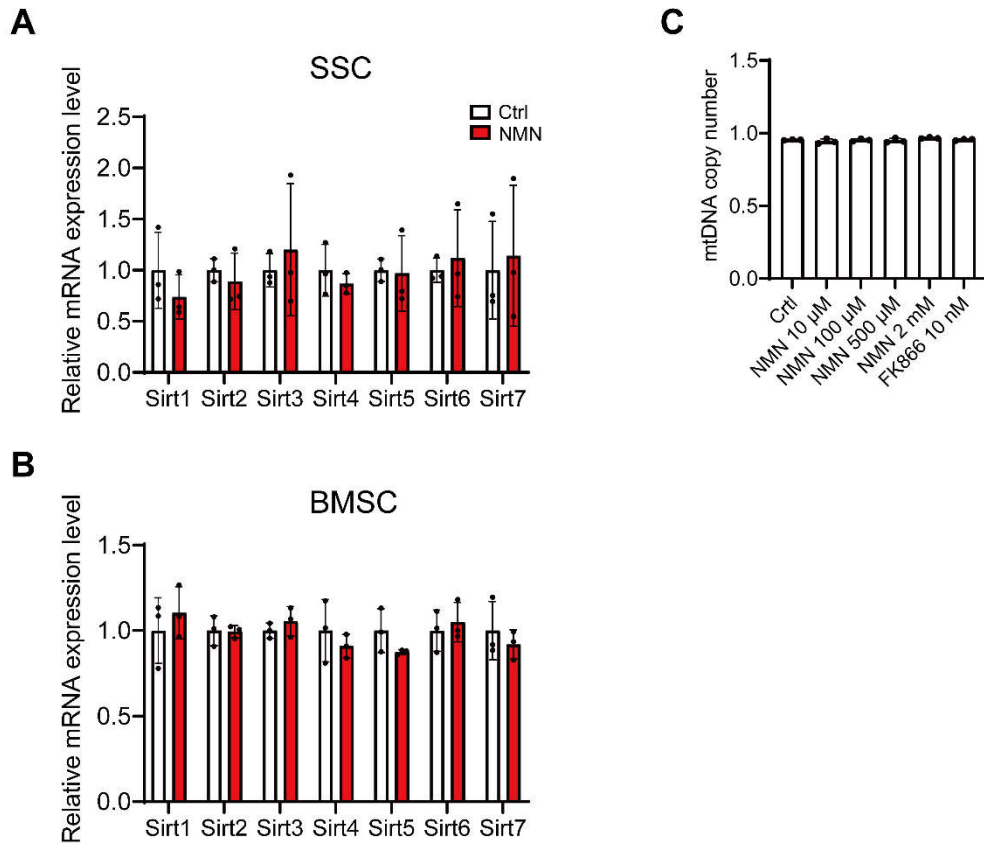 A
SSC
Relative mRNA expression level
2.5
2.0
1.5
1.0
0.5
0.0
Ctrl
NMN
Sirt1 Sirt2 Sirt3 Sirt4 Sirt5 Sirt6 Sirt7
B
BMSC
Relative mRNA expression level
1.5
1.0
0.5
0.0
Sirt1 Sirt2 Sirt3 Sirt4 Sirt5 Sirt6 Sirt7
C
mtDNA copy number
1.5
1.0
0.5
0.0
Crtl
NMN 10 μM
NMN 100 μM
NMN 500 μM
NMN 2 mM
FK866 10 nM